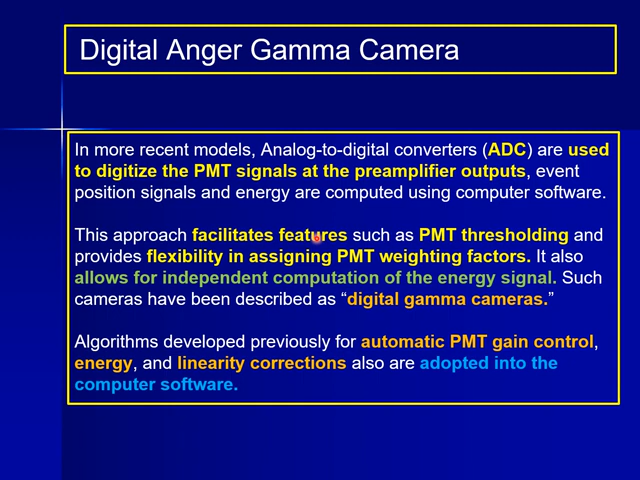 Digital Anger Gamma Camera
In more recent models, Analog-to-digital converters (ADC) are used
to digitize the PMT signals at the preamplifier outputs, event
position signals and energy are computed using computer software.
This approach facilitates features such as PMT thresholding and
provides flexibility in assigning PMT weighting factors. It also
allows for independent computation of the energy signal. Such
cameras have been described as “digital gamma cameras.”
Algorithms developed previously for automatic PMT gain control,
energy, and linearity corrections also are adopted into the
computer software.